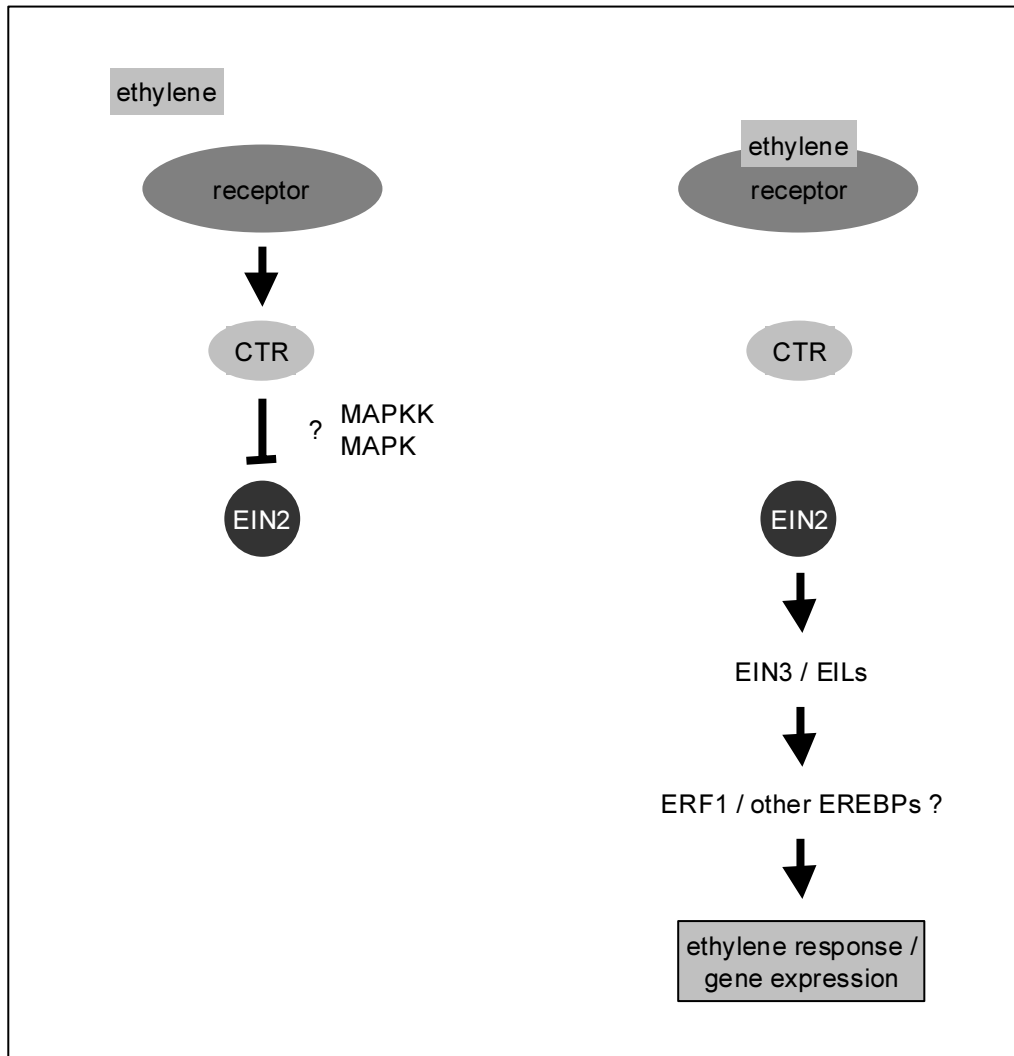 ethylene
receptor
CTR
? MAPKK
MAPK
EIN2
ethylene
receptor
CTR
EIN2
EIN3 / EILs
ERF1 / other EREBPs ?
ethylene response /
gene expression